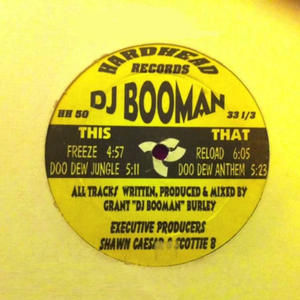 HARDHEAD
RECORDS
HH 50
33 1/3
DJ BOOMAN
THIS
FREEZE 4:57
DOO DEW JUNGLE 5:11
THAT
RELOAD 6:05
DOO DEW ANTHEM 5:23
ALL TRACKS WRITTEN, PRODUCED & MIXED BY
GRANT "DJ BOOMAN" BURLEY
EXECUTIVE PRODUCERS
SHAWN CAESAR & SCOTTIE B